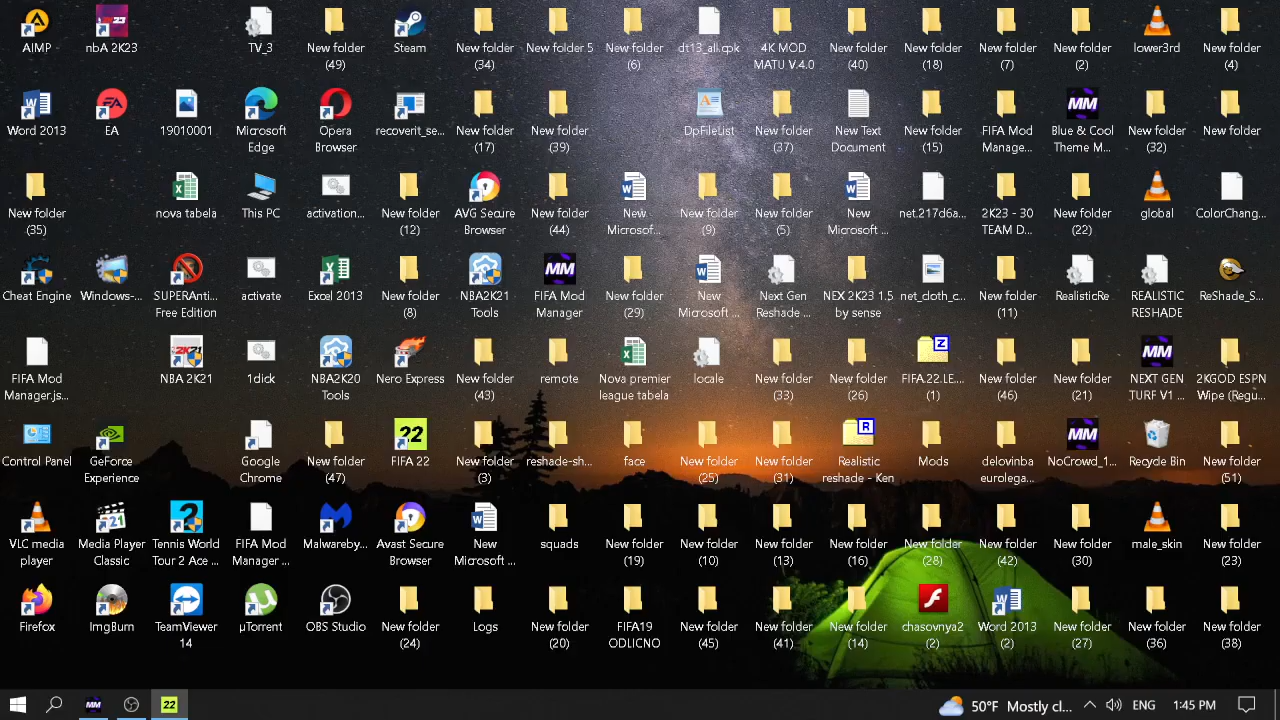 AIMP
nbA 2K23
TV_3
New folder
(49)
Steam
New folder
(34)
New folder 5
New folder
(6)
dt13_all.cpk
4K MOD
MATU V.4.0
New folder
(40)
New folder
(18)
New folder
(7)
New folder
(2)
lower3rd
New folder
(4)
Word 2013
EA
19010001
Microsoft
Edge
Opera
Browser
recoverit_se...
New folder
(17)
New folder
(39)
DpFileList
New folder
(37)
New Text
Document
New folder
(15)
FIFA Mod
Manage...
Blue & Cool
Theme M...
New folder
(32)
New folder
New folder
(35)
nova tabela
This PC
activation...
New folder
(12)
AVG Secure
Browser
New folder
(44)
New
Microsof...
New folder
(9)
New folder
(5)
New
Microsoft ...
net.217d6a...
2K23 - 30
TEAM D...
New folder
(22)
global
ColorChang...
Cheat Engine
Windows-...
SUPERAnti...
Free Edition
activate
Excel 2013
New folder
(8)
NBA2K21
Tools
FIFA Mod
Manager
New folder
(29)
New
Microsoft ...
Next Gen
Reshade ...
NEX 2K23 1.5
by sense
net_cloth_c...
New folder
(11)
RealisticRe
REALISTIC
RESHADE
ReShade_S...
FIFA Mod
Manager.js...
NBA 2K21
1click
NBA2K20
Tools
Nero Express
New folder
(43)
remote
Nova premier
league tabela
locale
New folder
(33)
New folder
(26)
FIFA.22.LE....
(1)
New folder
(46)
New folder
(21)
NEXT GEN
TURF V1 ...
2KGOD ESPN
Wipe (Regu...
Control Panel
GeForce
Experience
Google
Chrome
New folder
(47)
FIFA 22
New folder
(3)
reshade-sh...
face
New folder
(25)
New folder
(31)
Realistic
reshade - Ken
Mods
delovinba
eurolega...
NoCrowd_1...
Recycle Bin
New folder
(51)
VLC media
player
Media Player
Classic
Tennis World
Tour 2 Ace ...
FIFA Mod
Manager ...
Malwareby...
Avast Secure
Browser
New
Microsoft ...
squads
New folder
(19)
New folder
(10)
New folder
(13)
New folder
(16)
New folder
(28)
New folder
(42)
New folder
(30)
male_skin
New folder
(23)
Firefox
ImgBurn
TeamViewer
14
µTorrent
OBS Studio
New folder
(24)
Logs
New folder
(20)
FIFA19
ODLICNO
New folder
(45)
New folder
(41)
New folder
(14)
chasovnya2
(2)
Word 2013
(2)
New folder
(27)
New folder
(36)
New folder
(38)
50°F Mostly cl...
ENG
1:45 PM